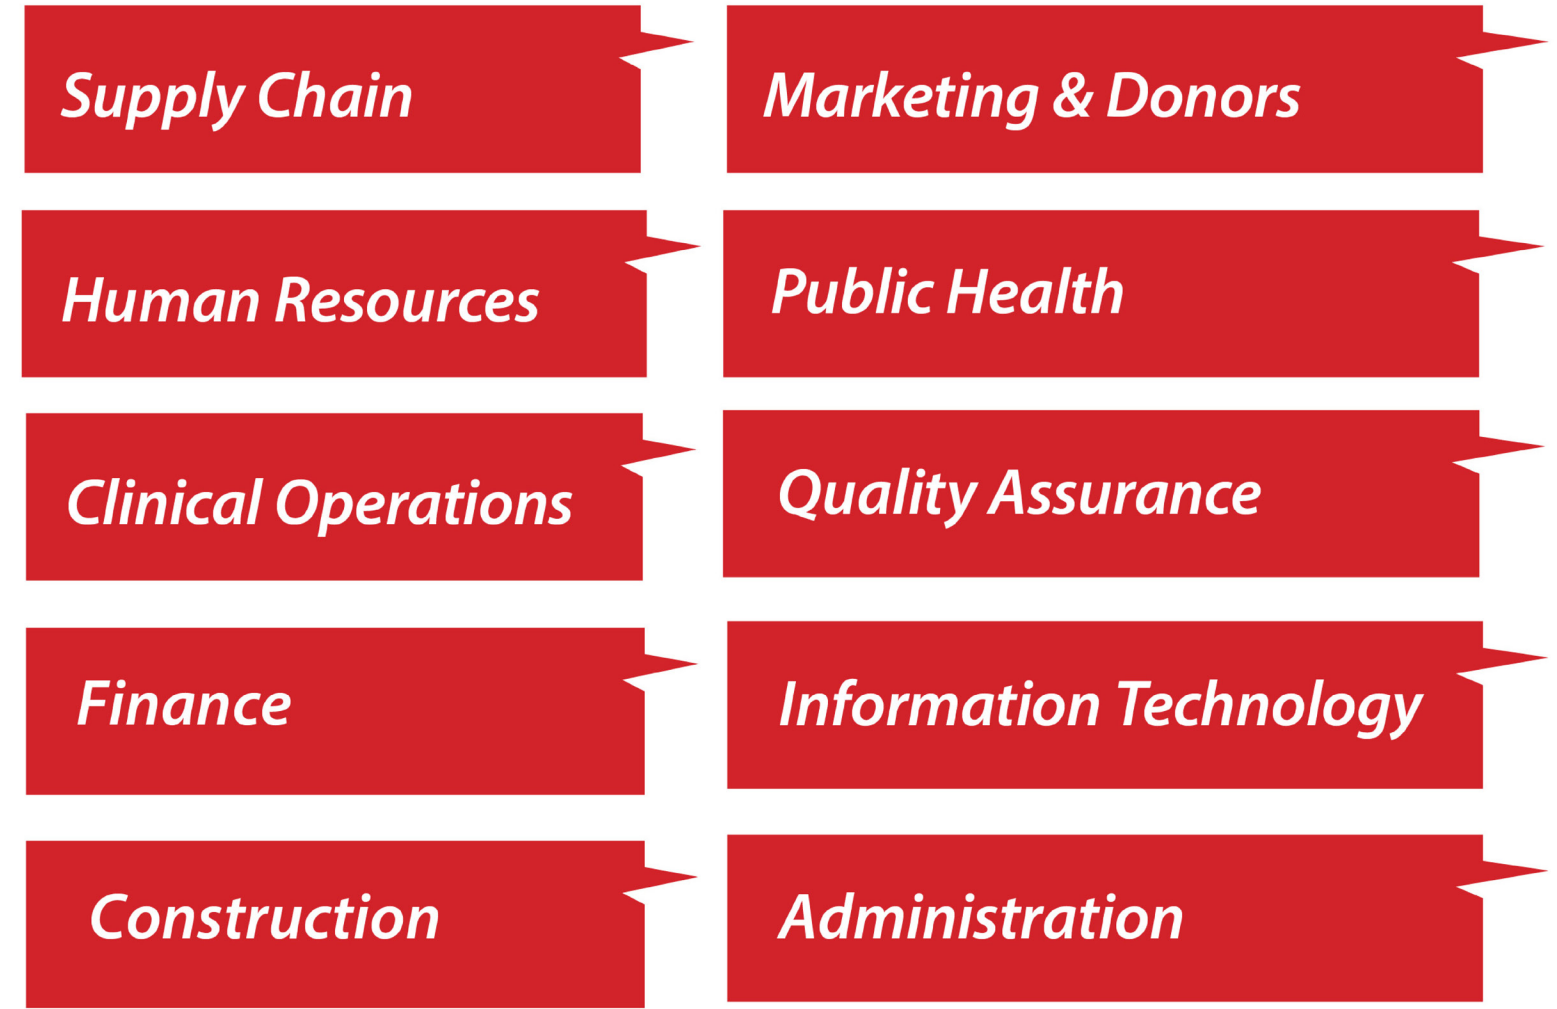 Supply Chain
Marketing & Donors
Human Resources
Public Health
Clinical Operations
Quality Assurance
Finance
Information Technology
Construction
Administration